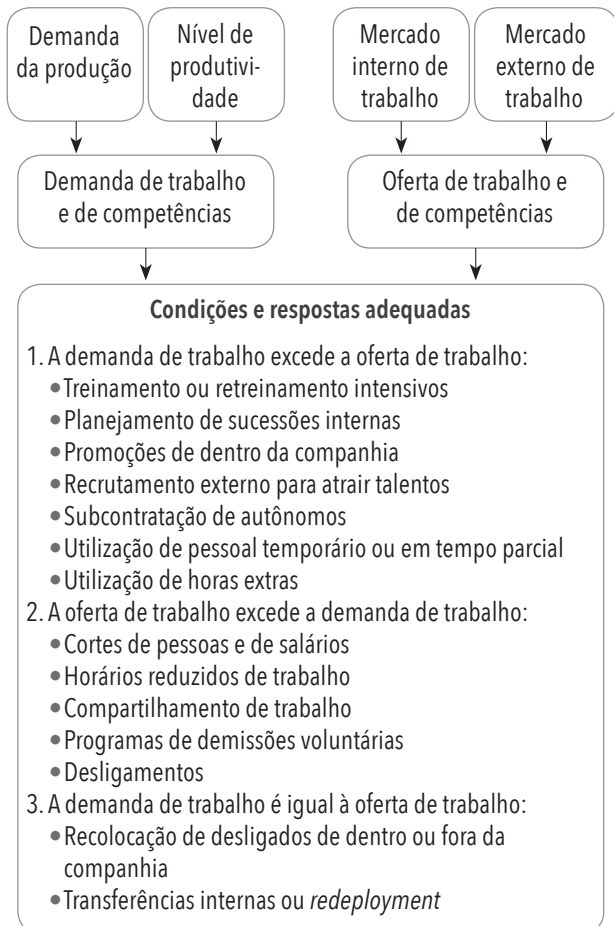 Demanda
da produção
Nível de
produtivi-
dade
Mercado
interno de
trabalho
Mercado
externo de
trabalho
Demanda de trabalho
e de competências
Oferta de trabalho e
de competências
Condições e respostas adequadas
1. A demanda de trabalho excede a oferta de trabalho:
• Treinamento ou retreinamento intensivos
• Planejamento de sucessões internas
• Promoções de dentro da companhia
• Recrutamento externo para atrair talentos
• Subcontratação de autônomos
• Utilização de pessoal temporário ou em tempo parcial
• Utilização de horas extras
2. A oferta de trabalho excede a demanda de trabalho:
• Cortes de pessoas e de salários
• Horários reduzidos de trabalho
• Compartilhamento de trabalho
• Programas de demissões voluntárias
• Desligamentos
3. A demanda de trabalho é igual à oferta de trabalho:
• Recolocação de desligados de dentro ou fora da
companhia
• Transferências internas ou redeployment